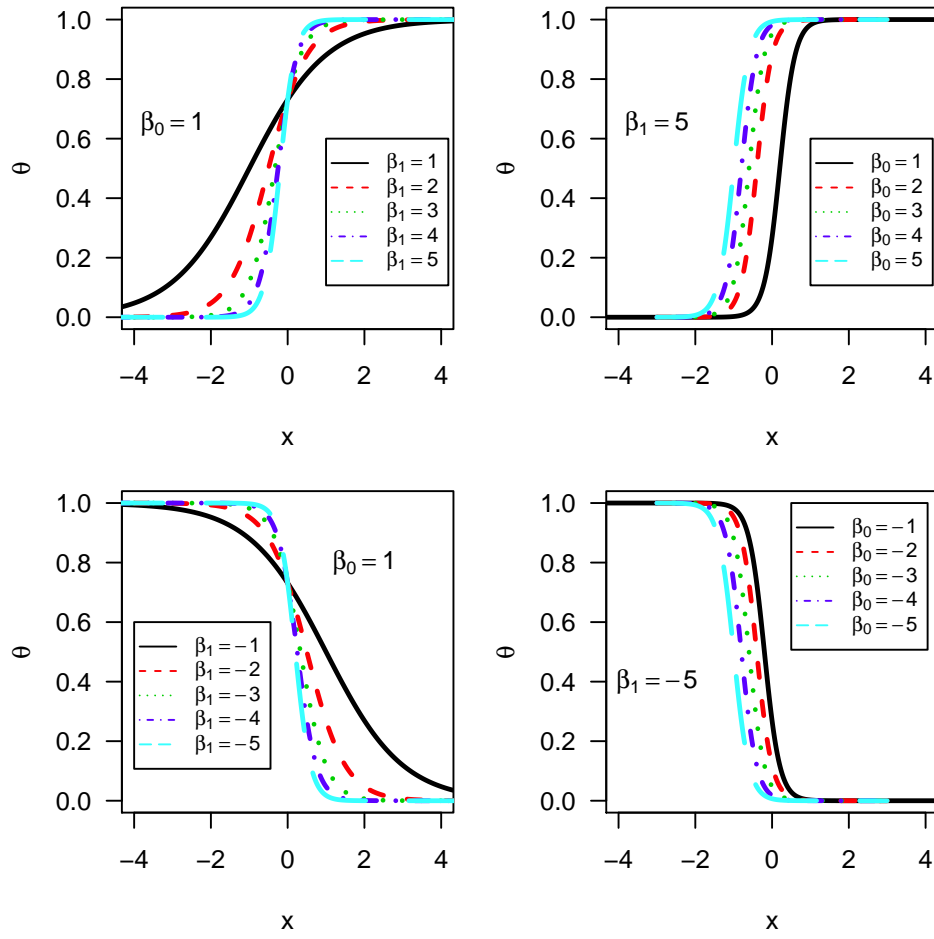 1.0
0.8
0.6
0.4
0.2
0.0
θ
β₀ = 1
β₁ = 1
β₁ = 2
β₁ = 3
β₁ = 4
β₁ = 5
−4 −2 0 2 4
x
1.0
0.8
0.6
0.4
0.2
0.0
θ
β₁ = 5
β₀ = 1
β₀ = 2
β₀ = 3
β₀ = 4
β₀ = 5
−4 −2 0 2 4
x
1.0
0.8
0.6
0.4
0.2
0.0
θ
β₀ = 1
β₁ = −1
β₁ = −2
β₁ = −3
β₁ = −4
β₁ = −5
−4 −2 0 2 4
x
1.0
0.8
0.6
0.4
0.2
0.0
θ
β₀ = −1
β₀ = −2
β₀ = −3
β₀ = −4
β₀ = −5
β₁ = −5
−4 −2 0 2 4
x